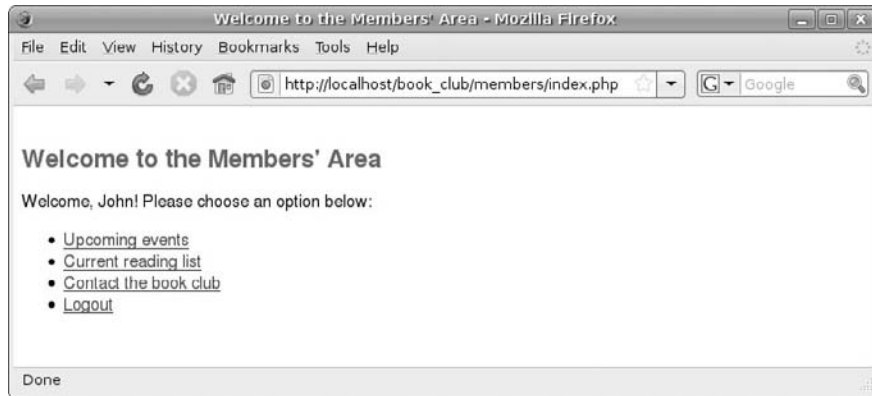 Welcome to the Members' Area - Mozilla Firefox
File Edit View History Bookmarks Tools Help
http://localhost/book_club/members/index.php G Google
Welcome to the Members' Area
Welcome, John! Please choose an option below:
• Upcoming events
• Current reading list
• Contact the book club
• Logout
Done